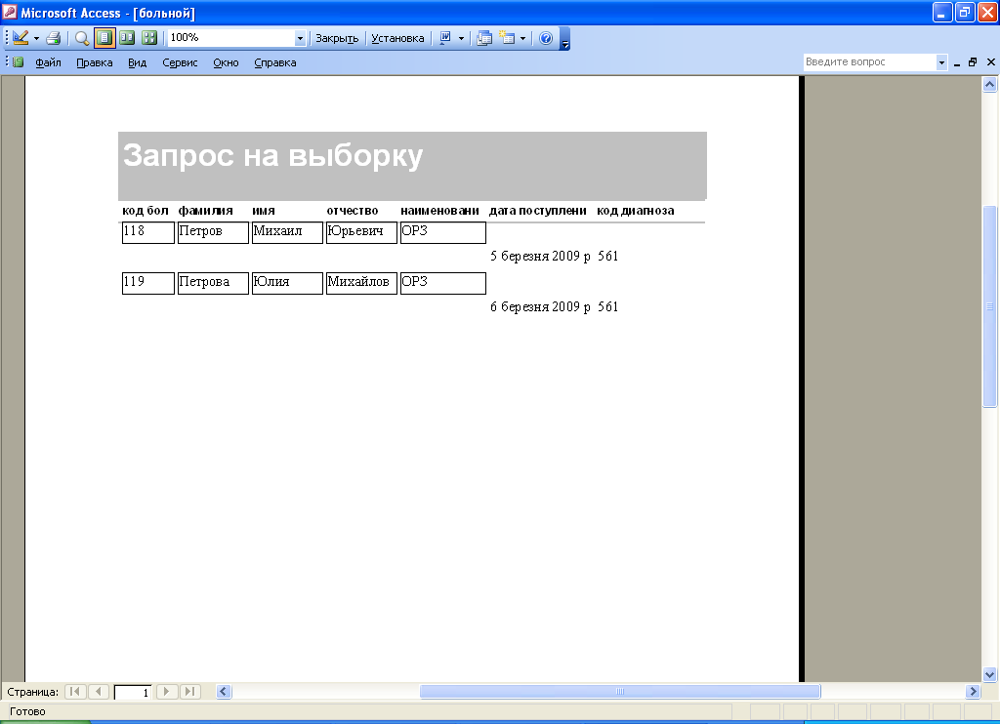 Microsoft Access - [больной]
100% Закрыть Установка
Файл Правка Вид Сервис Окно Справка Введите вопрос
Запрос на выборку
код бол фамилия имя отчество наименовани дата поступлени код диагноза
118 Петров Михаил Юрьевич ОРЗ
5 березня 2009 р 561
119 Петрова Юлия Михайлов ОРЗ
6 березня 2009 р 561
Страница: 1
Готово